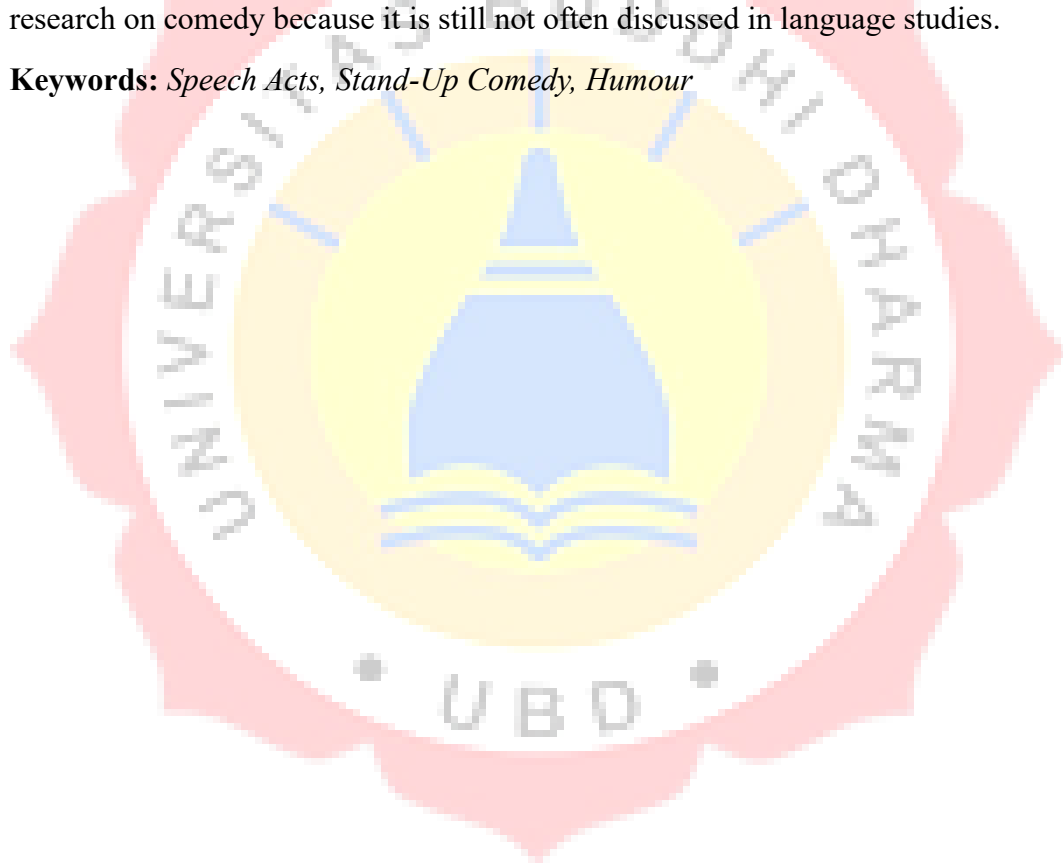 research on comedy because it is still not often discussed in language studies.
Keywords: Speech Acts, Stand-Up Comedy, Humour
UNIVERSITAS BUDDHI DHARMA
• UBD •